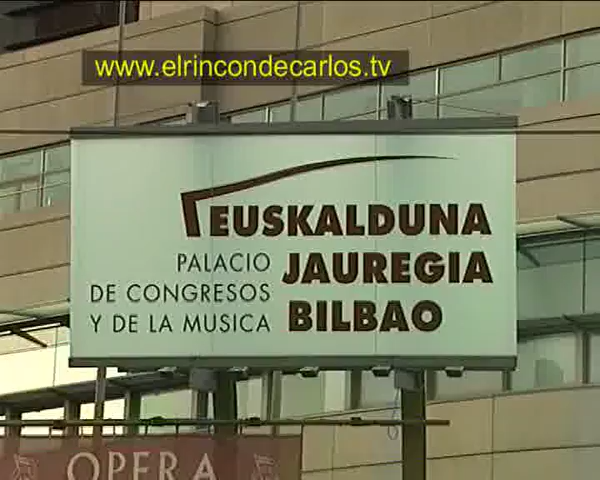 www.elrincondecarlos.tv
EUSKALDUNA
PALACIO JAUREGIA
DE CONGRESOS
Y DE LA MUSICA BILBAO
OPERA